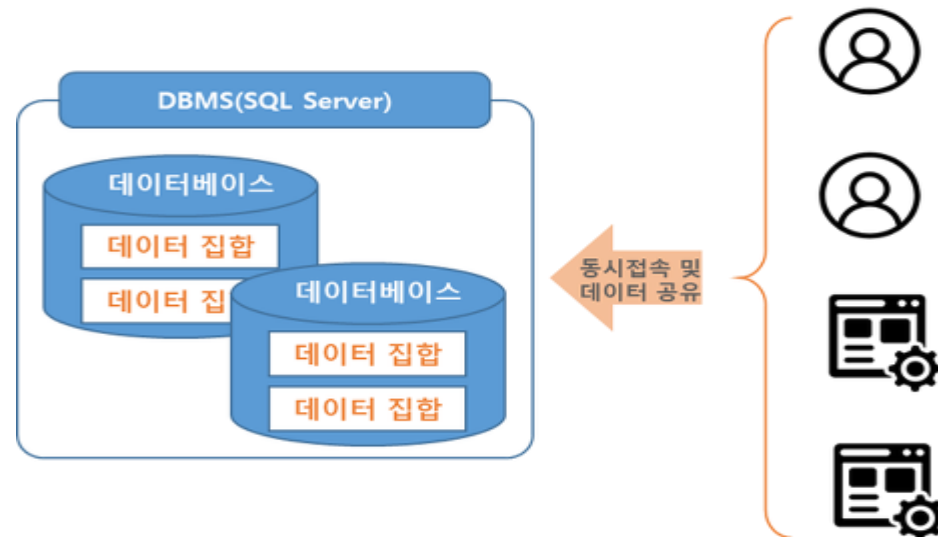 DBMS(SQL Server)
데이터베이스
데이터 집합
데이터 집
데이터베이스
데이터 집합
데이터 집합
동시접속 및
데이터 공유